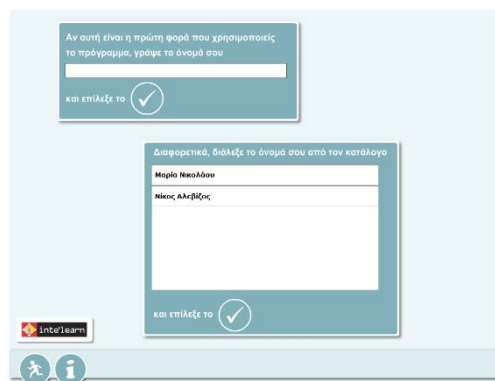 Αν αυτή είναι η πρώτη φορά που χρησιμοποιείς
το πρόγραμμα, γράψε το όνομά σου
και επίλεξε το
Διαφορετικά, διάλεξε το όνομά σου από τον κατάλογο
Μαρία Νικολάου
Νίκος Αλεβίζος
και επίλεξε το
inte'learn